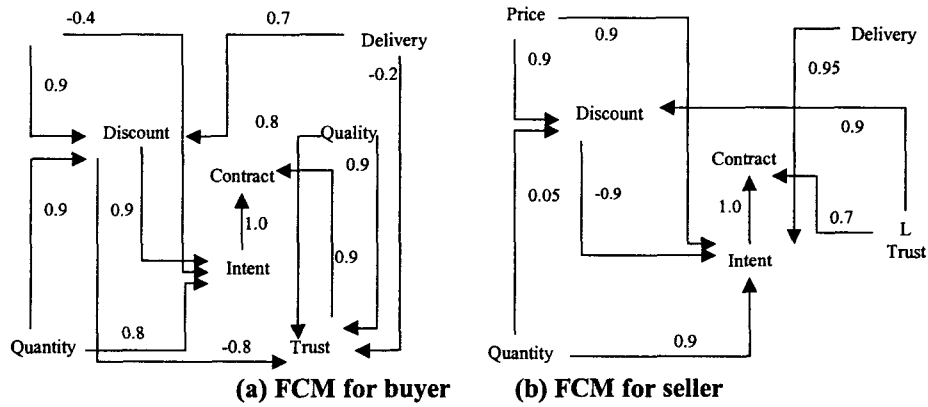 -0.4
0.7
Delivery
-0.2
0.9
Discount
0.8
Quality
0.9
Contract
0.9
0.9
1.0
0.9
Intent
Quantity
0.8
-0.8
Trust
(a) FCM for buyer
Price
0.9
Delivery
0.9
0.95
Discount
0.9
Contract
0.05
-0.9
1.0
0.7
L
Trust
Intent
Quantity
0.9
(b) FCM for seller